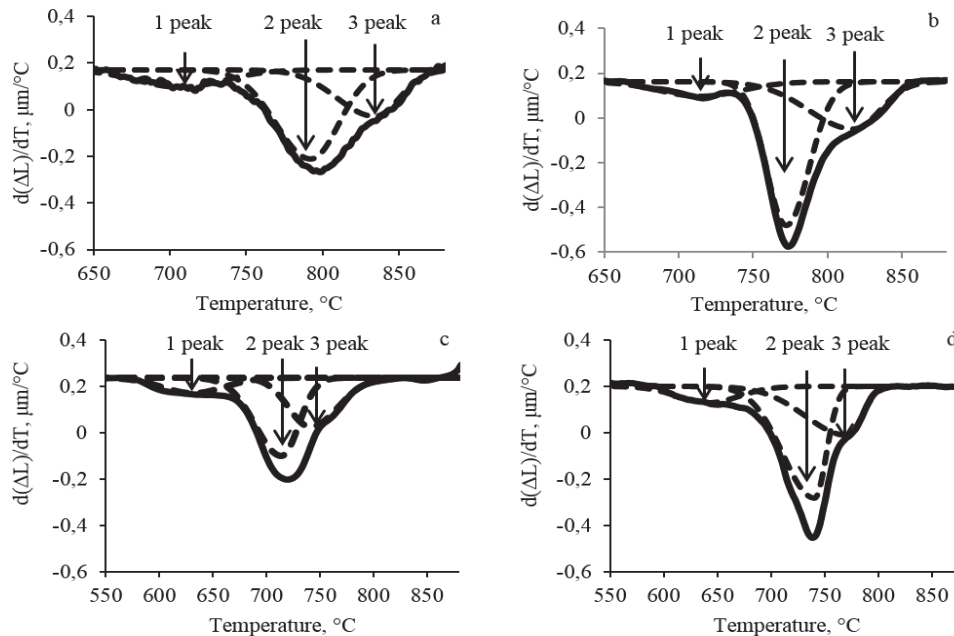 a
1 peak 2 peak 3 peak
0,4
0,2
0
-0,2
-0,4
-0,6
d(ΔL)/dT, μm/°C
650 700 750 800 850
Temperature, °C
b
1 peak 2 peak 3 peak
0,4
0,2
0
-0,2
-0,4
-0,6
d(ΔL)/dT, μm/°C
650 700 750 800 850
Temperature, °C
c
1 peak 2 peak 3 peak
0,4
0,2
0
-0,2
-0,4
-0,6
d(ΔL)/dT, μm/°C
550 600 650 700 750 800 850
Temperature, °C
d
1 peak 2 peak 3 peak
0,4
0,2
0
-0,2
-0,4
-0,6
d(ΔL)/dT, μm/°C
550 600 650 700 750 800 850
Temperature, °C